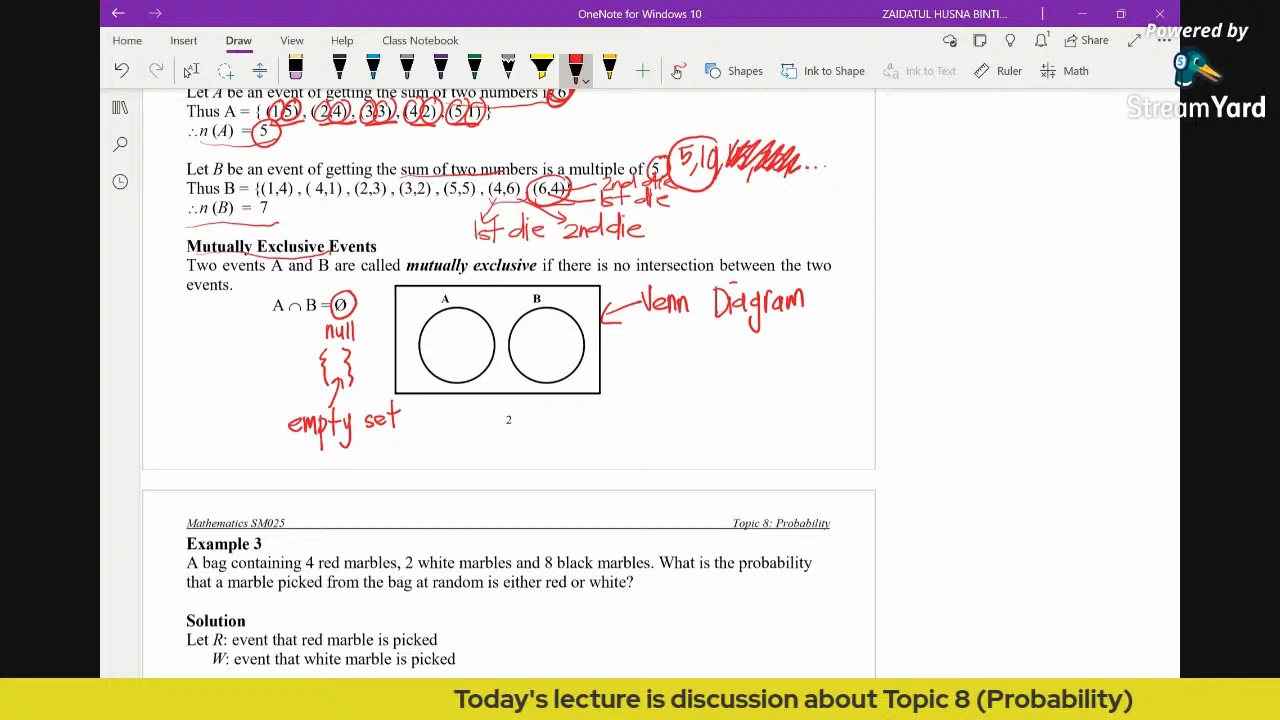 OneNote for Windows 10
ZAIDATUL HUSNA BINTI...
Powered by
StreamYard
Home Insert Draw View Help Class Notebook
Share
Shapes Ink to Shape Ink to Text Ruler Math
Let A be an event of getting the sum of two numbers is 6
Thus A = { (1,5) , (2,4) , (3,3) , (4,2) , (5,1) }
∴ n (A) = 5
Let B be an event of getting the sum of two numbers is a multiple of 5 5,10, ...
Thus B = {(1,4) , ( 4,1) , (2,3) , (3,2) , (5,5) , (4,6) , (6,4)}
2nd die
1st die
∴ n (B) = 7
1st die 2nd die
Mutually Exclusive Events
Two events A and B are called mutually exclusive if there is no intersection between the two
events.
A ∩ B = Ø
null
{ }
empty set
A B
Venn Diagram
2
Mathematics SM025 Topic 8: Probability
Example 3
A bag containing 4 red marbles, 2 white marbles and 8 black marbles. What is the probability
that a marble picked from the bag at random is either red or white?
Solution
Let R: event that red marble is picked
W: event that white marble is picked
Today's lecture is discussion about Topic 8 (Probability)